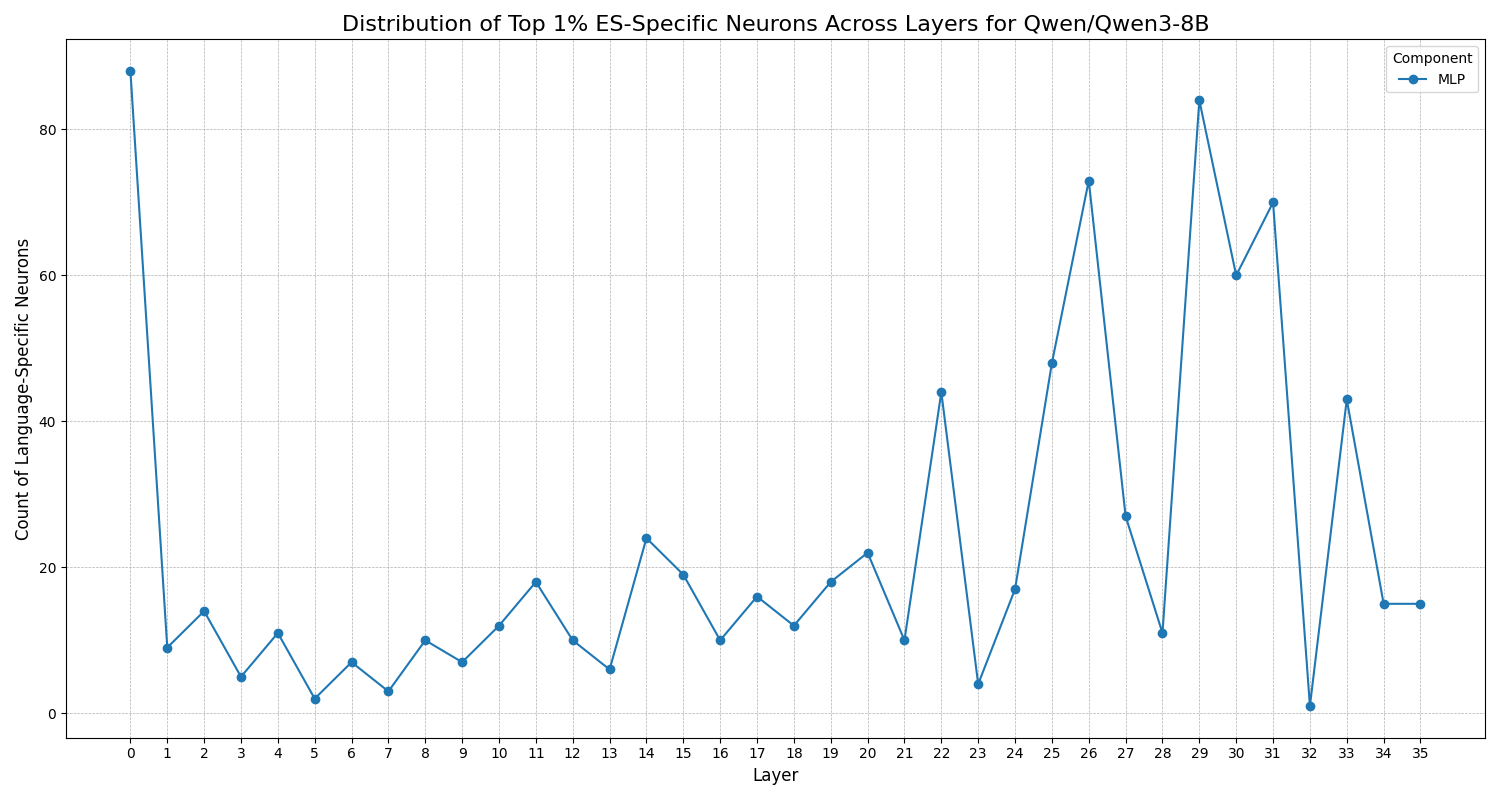 Distribution of Top 1% ES-Specific Neurons Across Layers for Qwen/Qwen3-8B
Component
MLP
Count of Language-Specific Neurons
80
60
40
20
0
0 1 2 3 4 5 6 7 8 9 10 11 12 13 14 15 16 17 18 19 20 21 22 23 24 25 26 27 28 29 30 31 32 33 34 35
Layer